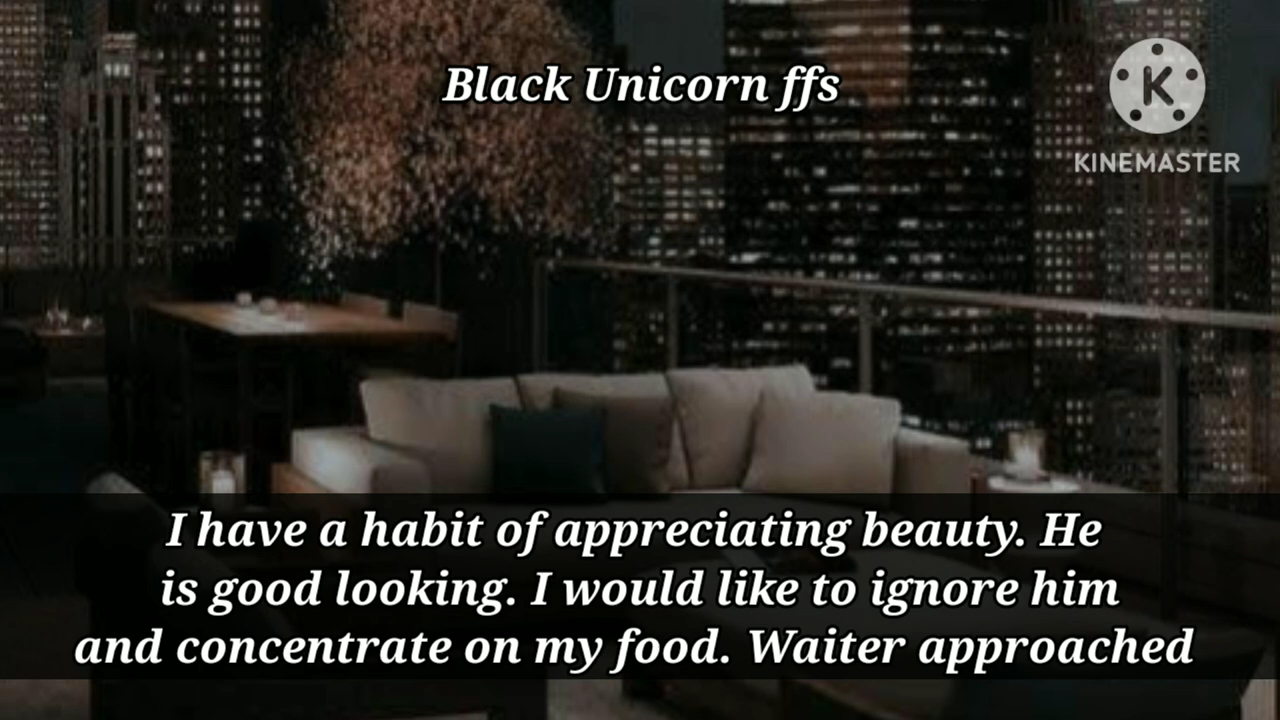 Black Unicorn ffs
K
KINEMASTER
I have a habit of appreciating beauty. He
is good looking. I would like to ignore him
and concentrate on my food. Waiter approached